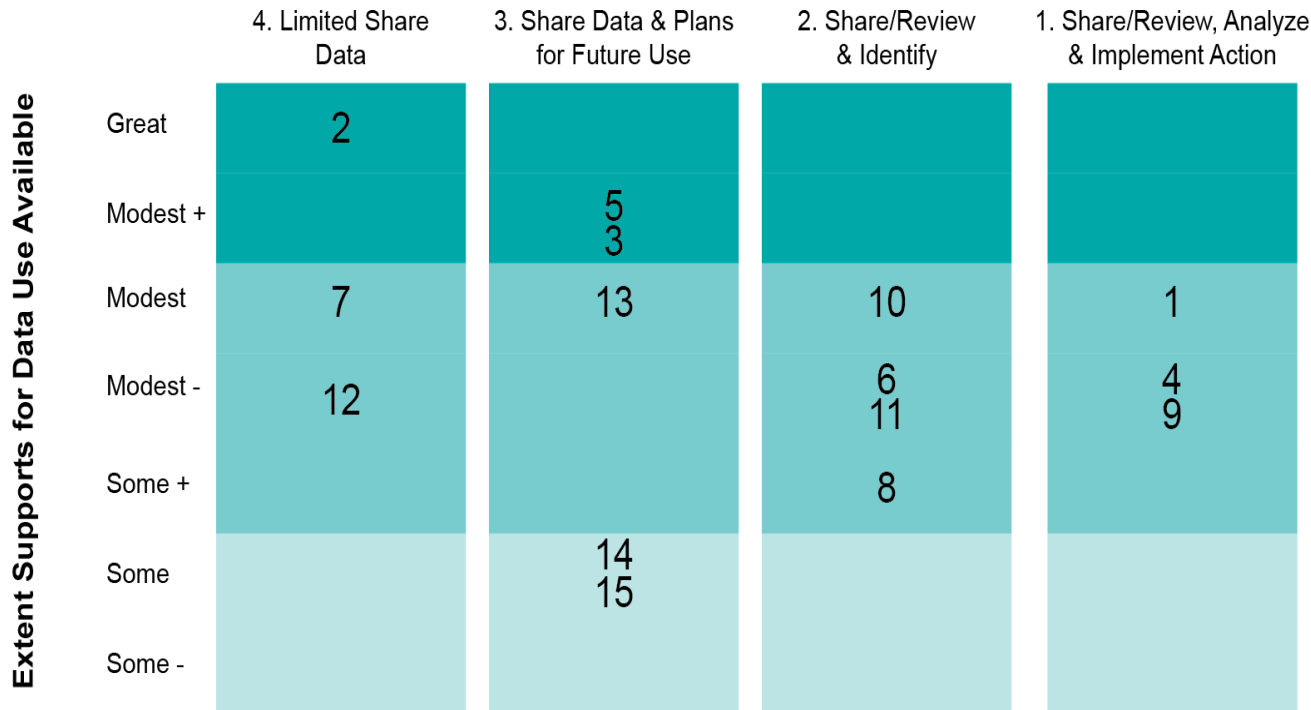 4. Limited Share
Data
3. Share Data & Plans
for Future Use
2. Share/Review
& Identify
1. Share/Review, Analyze
& Implement Action
Extent Supports for Data Use Available
Great
2
Modest +
5
3
Modest
7
13
10
1
Modest -
12
6
11
4
9
Some +
8
Some
14
15
Some -